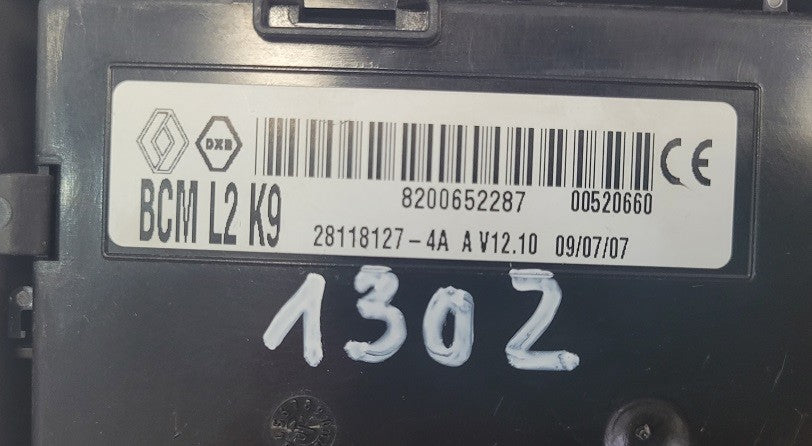 DXB
8200652287 00520660
BCM L2 K9
28118127-4A A V12.10 09/07/07
1302